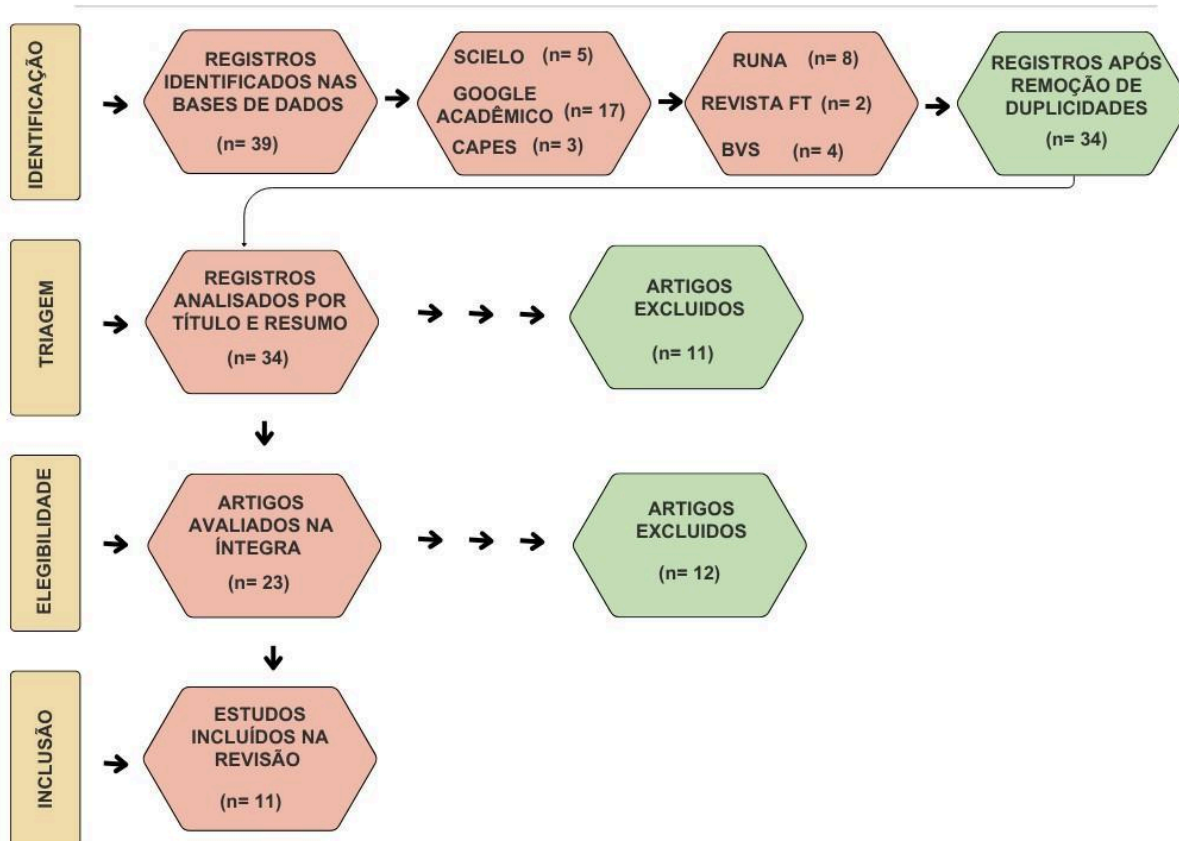 IDENTIFICAÇÃO
REGISTROS
IDENTIFICADOS NAS
BASES DE DADOS
(n= 39)
SCIELO (n= 5)
GOOGLE
ACADÊMICO (n= 17)
CAPES (n= 3)
RUNA (n= 8)
REVISTA FT (n= 2)
BVS (n= 4)
REGISTROS APÓS
REMOÇÃO DE
DUPLICIDADES
(n= 34)
TRIAGEM
REGISTROS
ANALISADOS POR
TÍTULO E RESUMO
(n= 34)
ARTIGOS
EXCLUIDOS
(n= 11)
ELEGIBILIDADE
ARTIGOS
AVALIADOS NA
ÍNTEGRA
(n= 23)
ARTIGOS
EXCLUIDOS
(n= 12)
INCLUSÃO
ESTUDOS
INCLUÍDOS NA
REVISÃO
(n= 11)